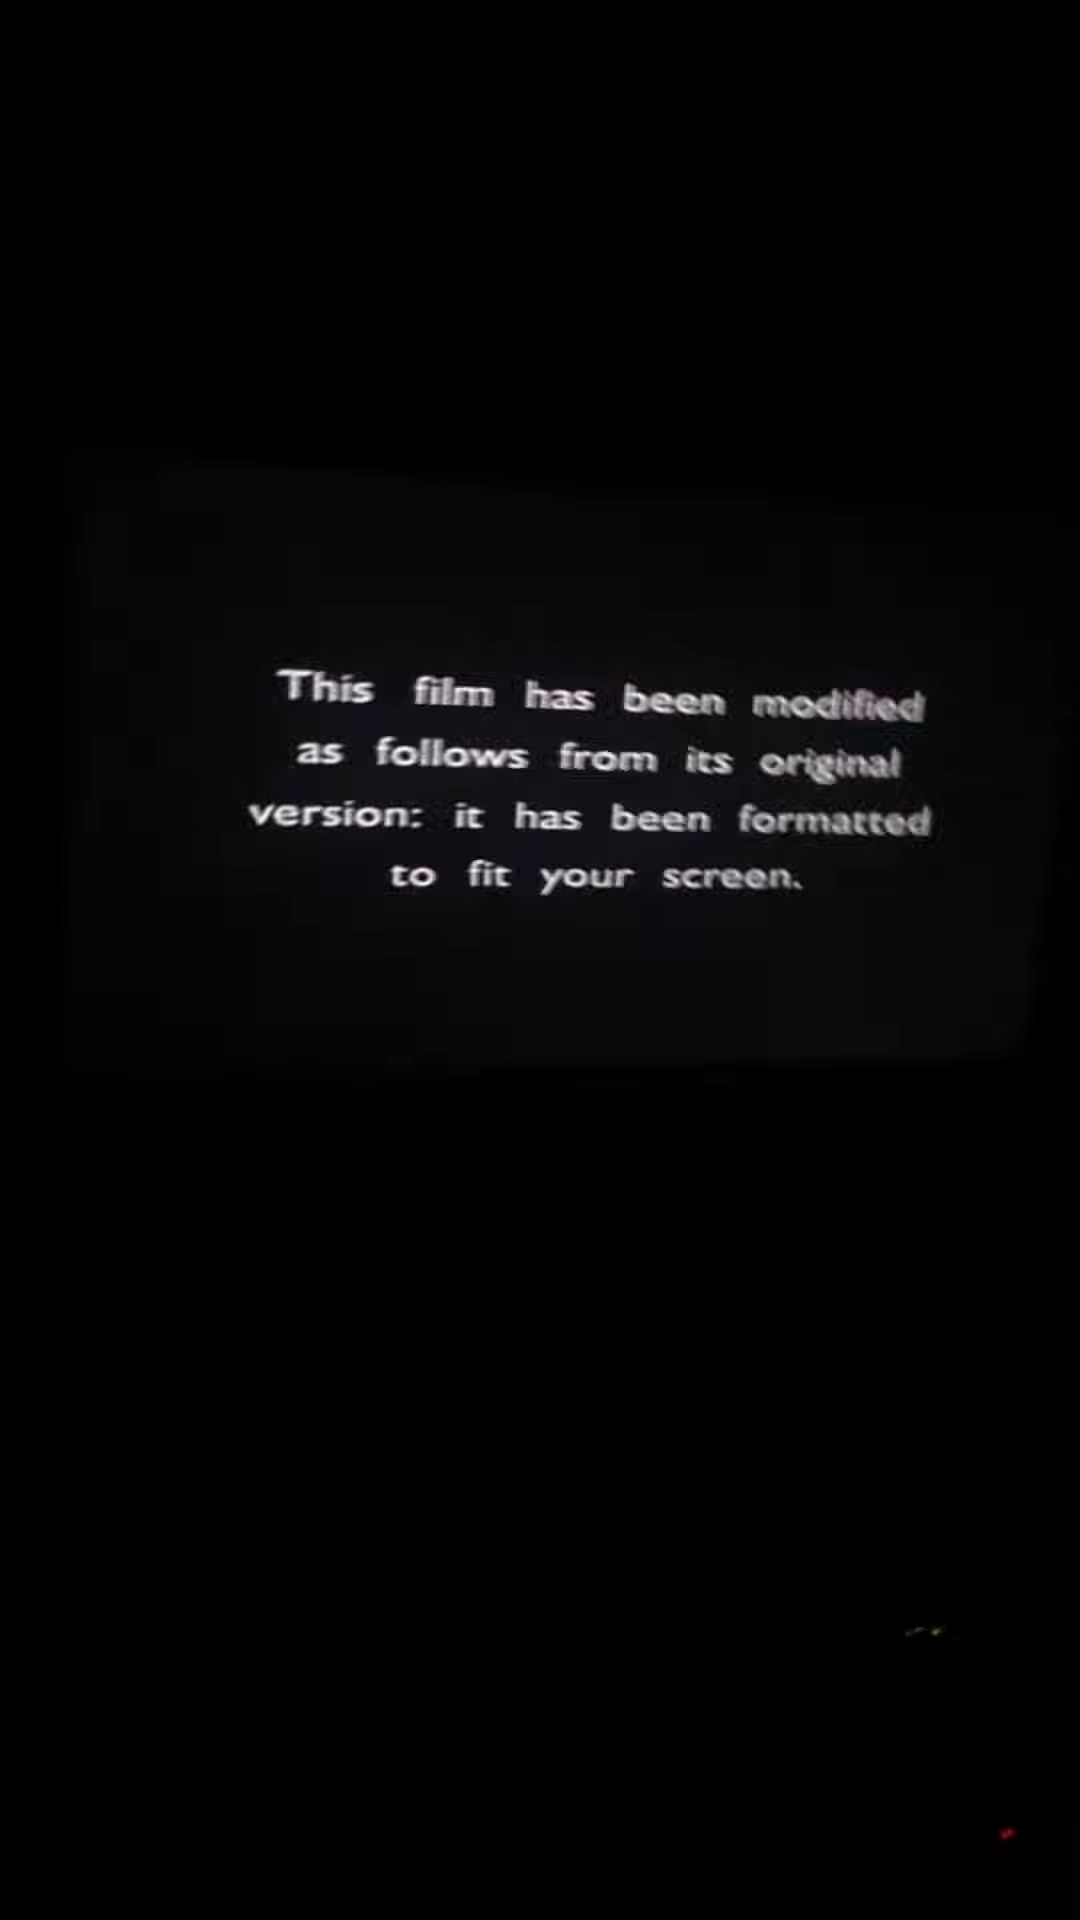 This film has been modified
as follows from its original
version: it has been formatted
to fit your screen.